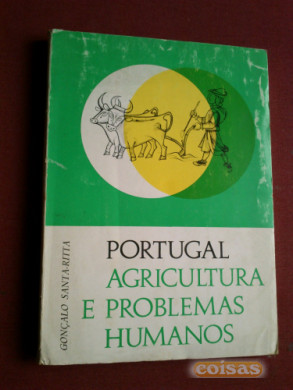 GONÇALO SANTA-RITTA
PORTUGAL
AGRICULTURA
E PROBLEMAS
HUMANOS
coisas